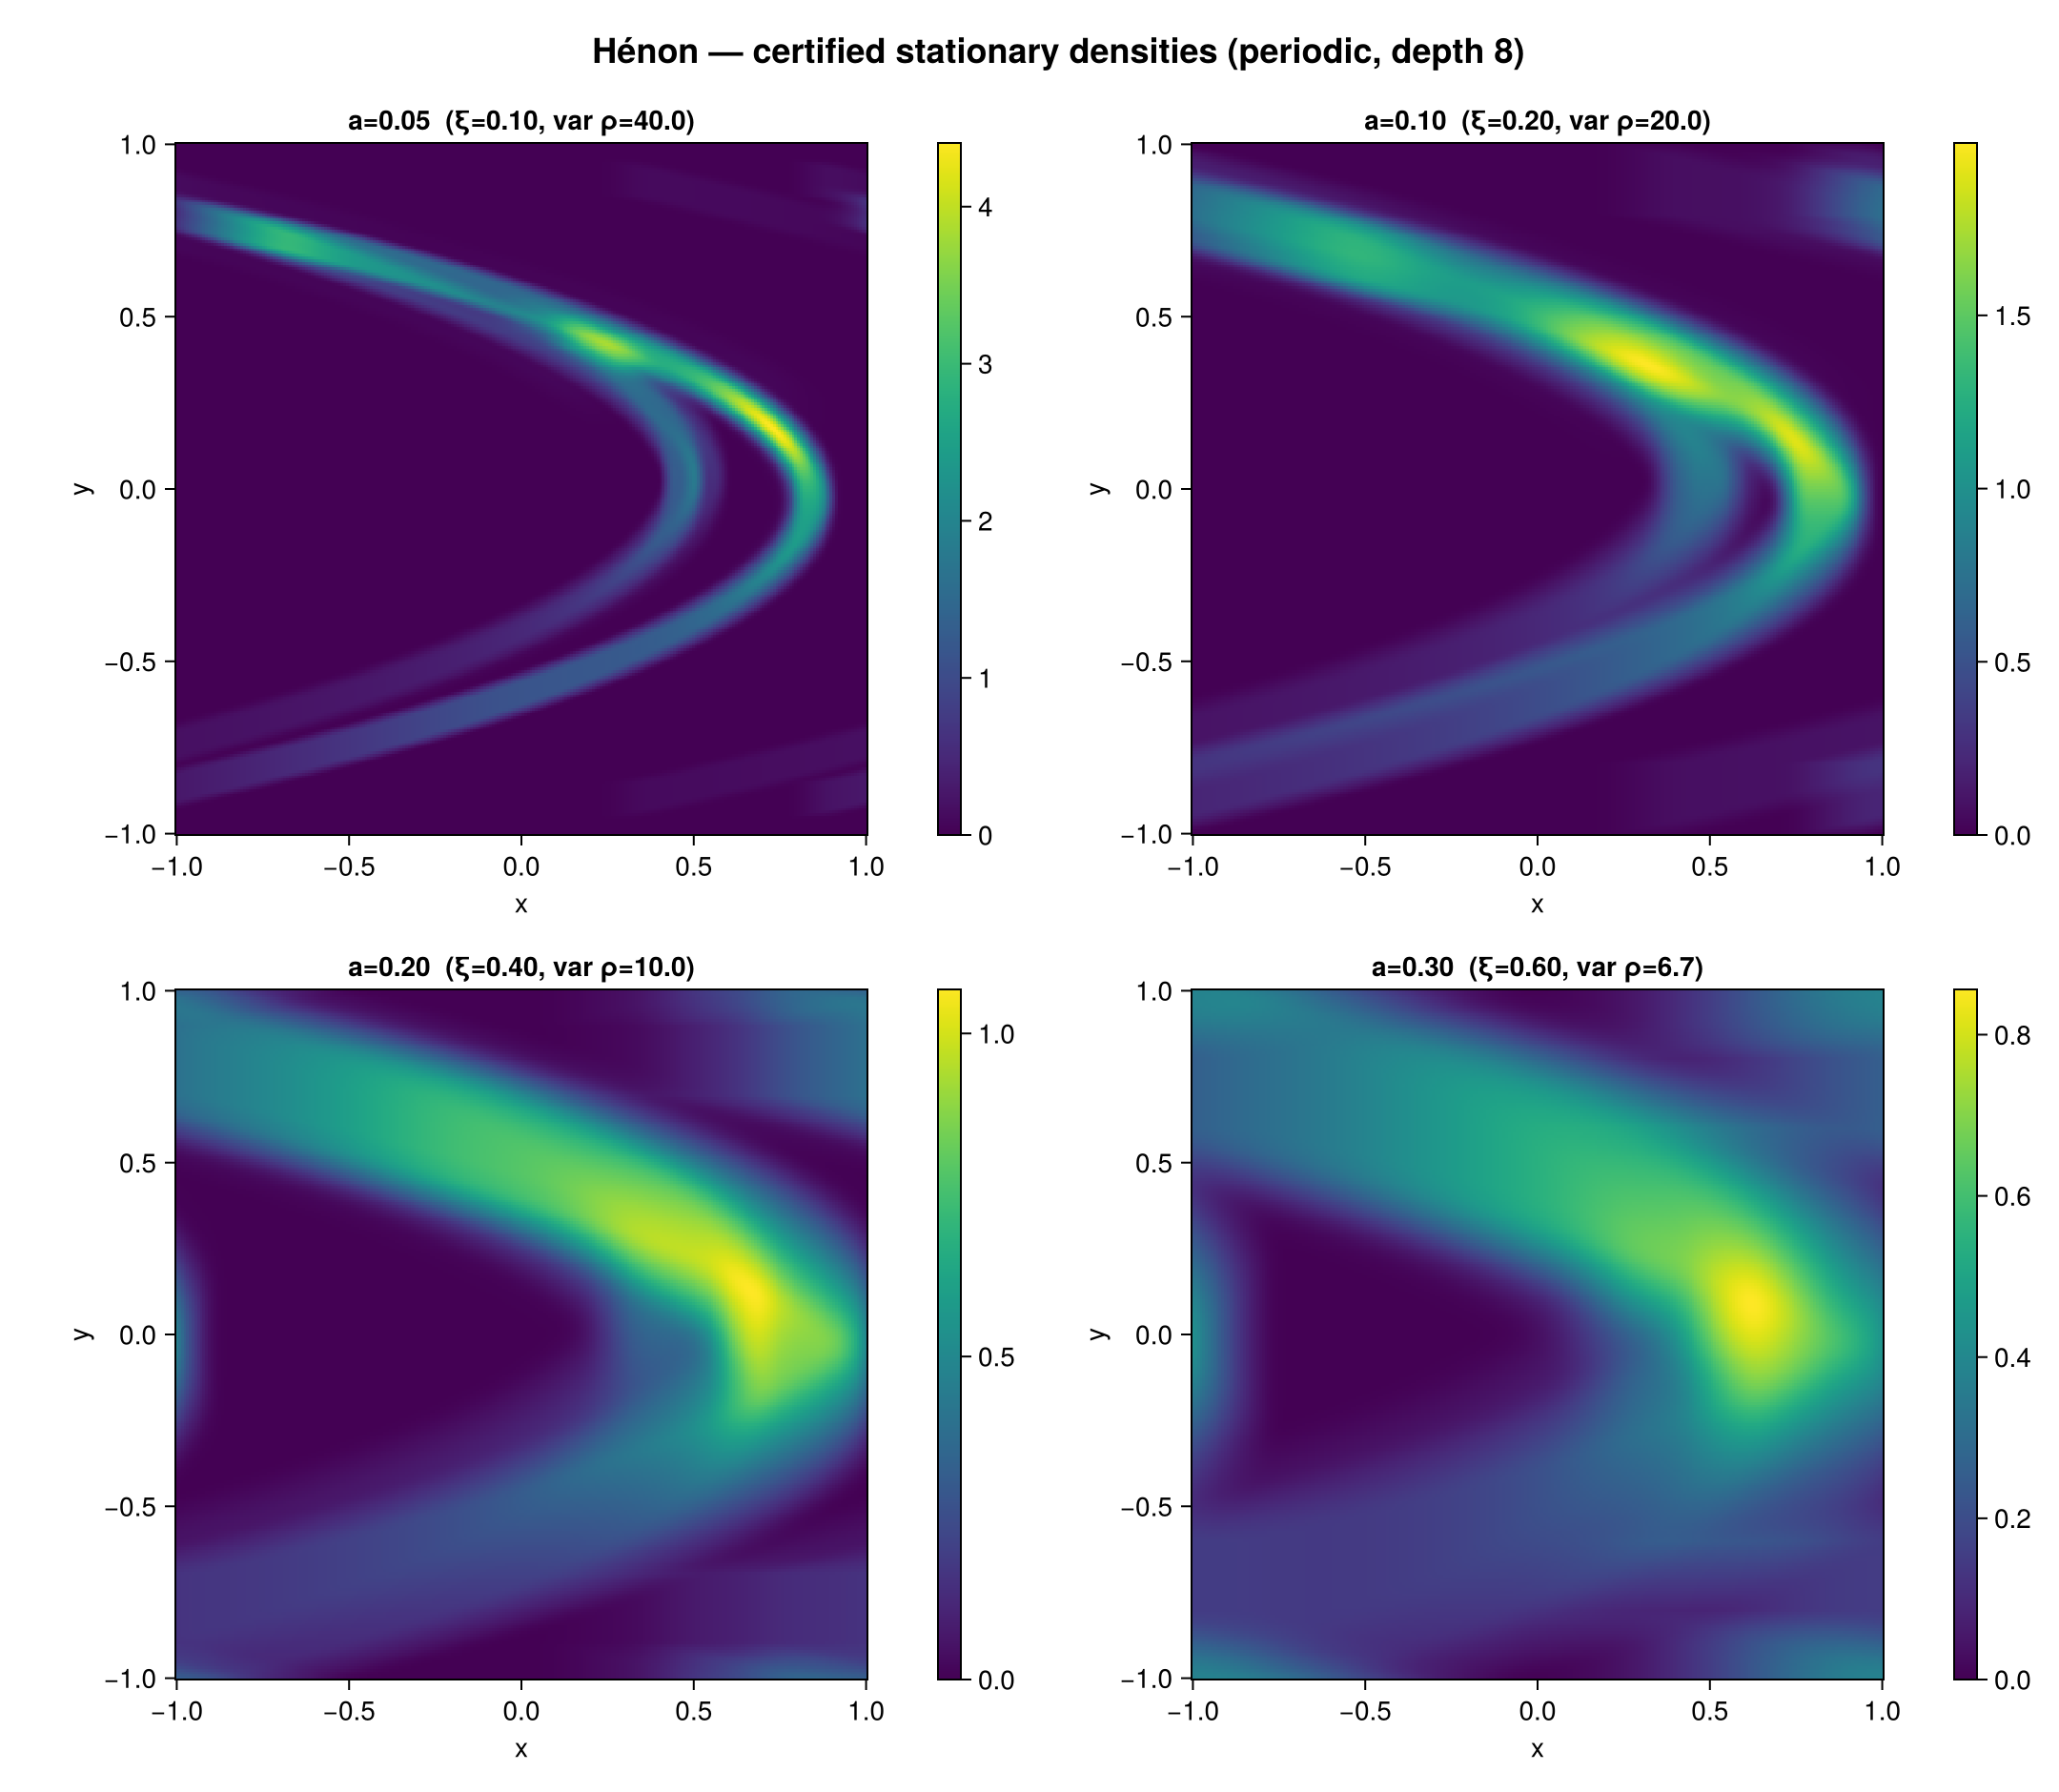 Hénon — certified stationary densities (periodic, depth 8)
a=0.05 (ξ=0.10, var ρ=40.0)
1.0
0.5
0.0
−0.5
−1.0
y
−1.0 −0.5 0.0 0.5 1.0
x
4
3
2
1
0
a=0.10 (ξ=0.20, var ρ=20.0)
1.0
0.5
0.0
−0.5
−1.0
y
−1.0 −0.5 0.0 0.5 1.0
x
1.5
1.0
0.5
0.0
a=0.20 (ξ=0.40, var ρ=10.0)
1.0
0.5
0.0
−0.5
−1.0
y
−1.0 −0.5 0.0 0.5 1.0
x
1.0
0.5
0.0
a=0.30 (ξ=0.60, var ρ=6.7)
1.0
0.5
0.0
−0.5
−1.0
y
−1.0 −0.5 0.0 0.5 1.0
x
0.8
0.6
0.4
0.2
0.0